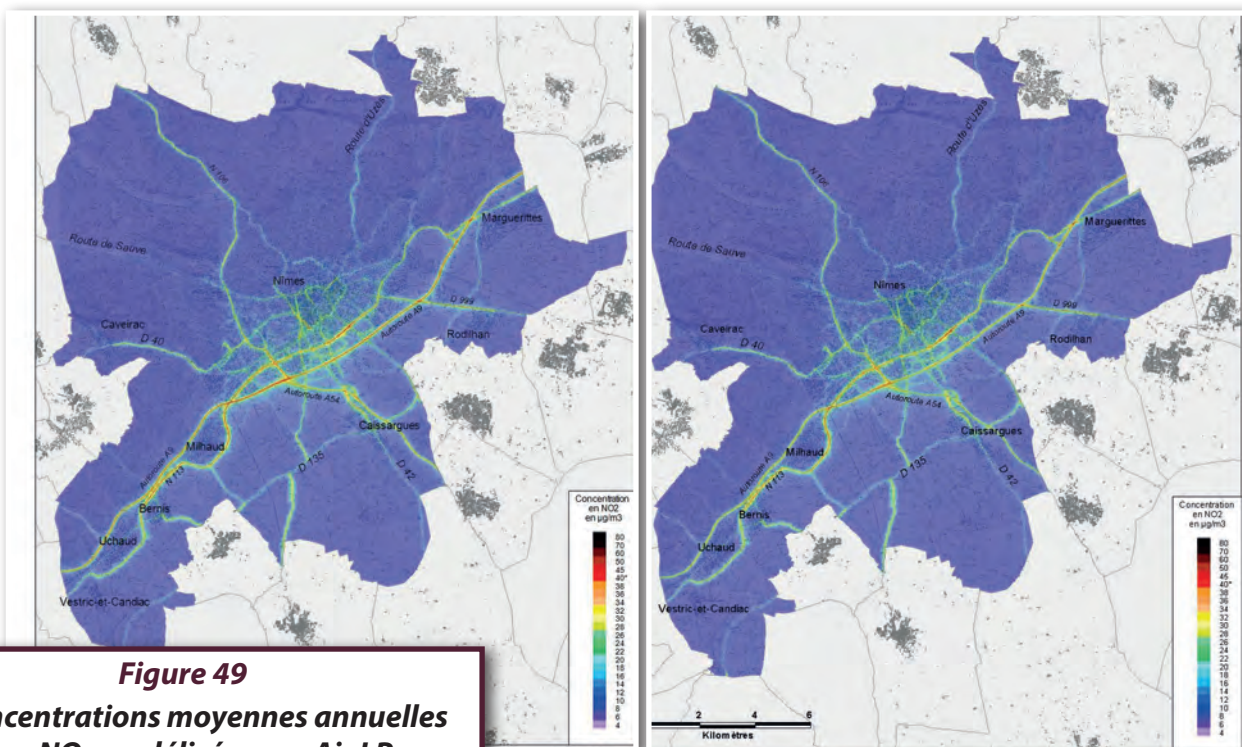 Route d'Uzès
N 106
Marguerittes
Route de Sauve
Nîmes
D 999
Autoroute A9
Caveirac
D 40
Rodilhan
Autoroute A54
Caissargues
Milhaud
D 135
D 42
Autoroute A9
N 113
Bernis
Uchaud
Vestric-et-Candiac
Concentration
en NO2
en µg/m3
80
70
60
50
45
40*
38
36
34
32
30
28
26
24
22
20
18
16
14
12
10
8
6
4
Route d'Uzès
N 106
Marguerittes
Route de Sauve
Nîmes
D 999
Autoroute A9
Caveirac
D 40
Rodilhan
Autoroute A54
Caissargues
Milhaud
D 135
D 42
Autoroute A9
N 113
Bernis
Uchaud
Vestric-et-Candiac
Concentration
en NO2
en µg/m3
80
70
60
50
45
40*
38
36
34
32
30
28
26
24
22
20
18
16
14
12
10
8
6
4
2 4 6
Kilomètres
Figure 49
ncentrations moyennes annuelles